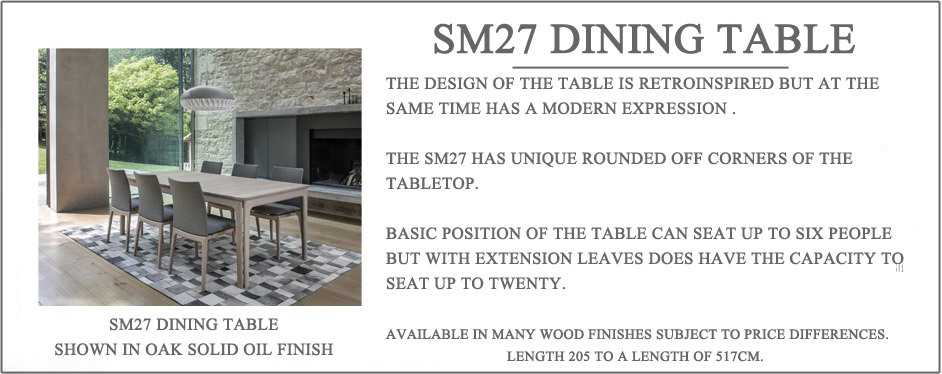 SM27 DINING TABLE
THE DESIGN OF THE TABLE IS RETROINSPIRED BUT AT THE
SAME TIME HAS A MODERN EXPRESSION .
THE SM27 HAS UNIQUE ROUNDED OFF CORNERS OF THE
TABLETOP.
BASIC POSITION OF THE TABLE CAN SEAT UP TO SIX PEOPLE
BUT WITH EXTENSION LEAVES DOES HAVE THE CAPACITY TO
SEAT UP TO TWENTY.
AVAILABLE IN MANY WOOD FINISHES SUBJECT TO PRICE DIFFERENCES.
LENGTH 205 TO A LENGTH OF 517CM.
SM27 DINING TABLE
SHOWN IN OAK SOLID OIL FINISH